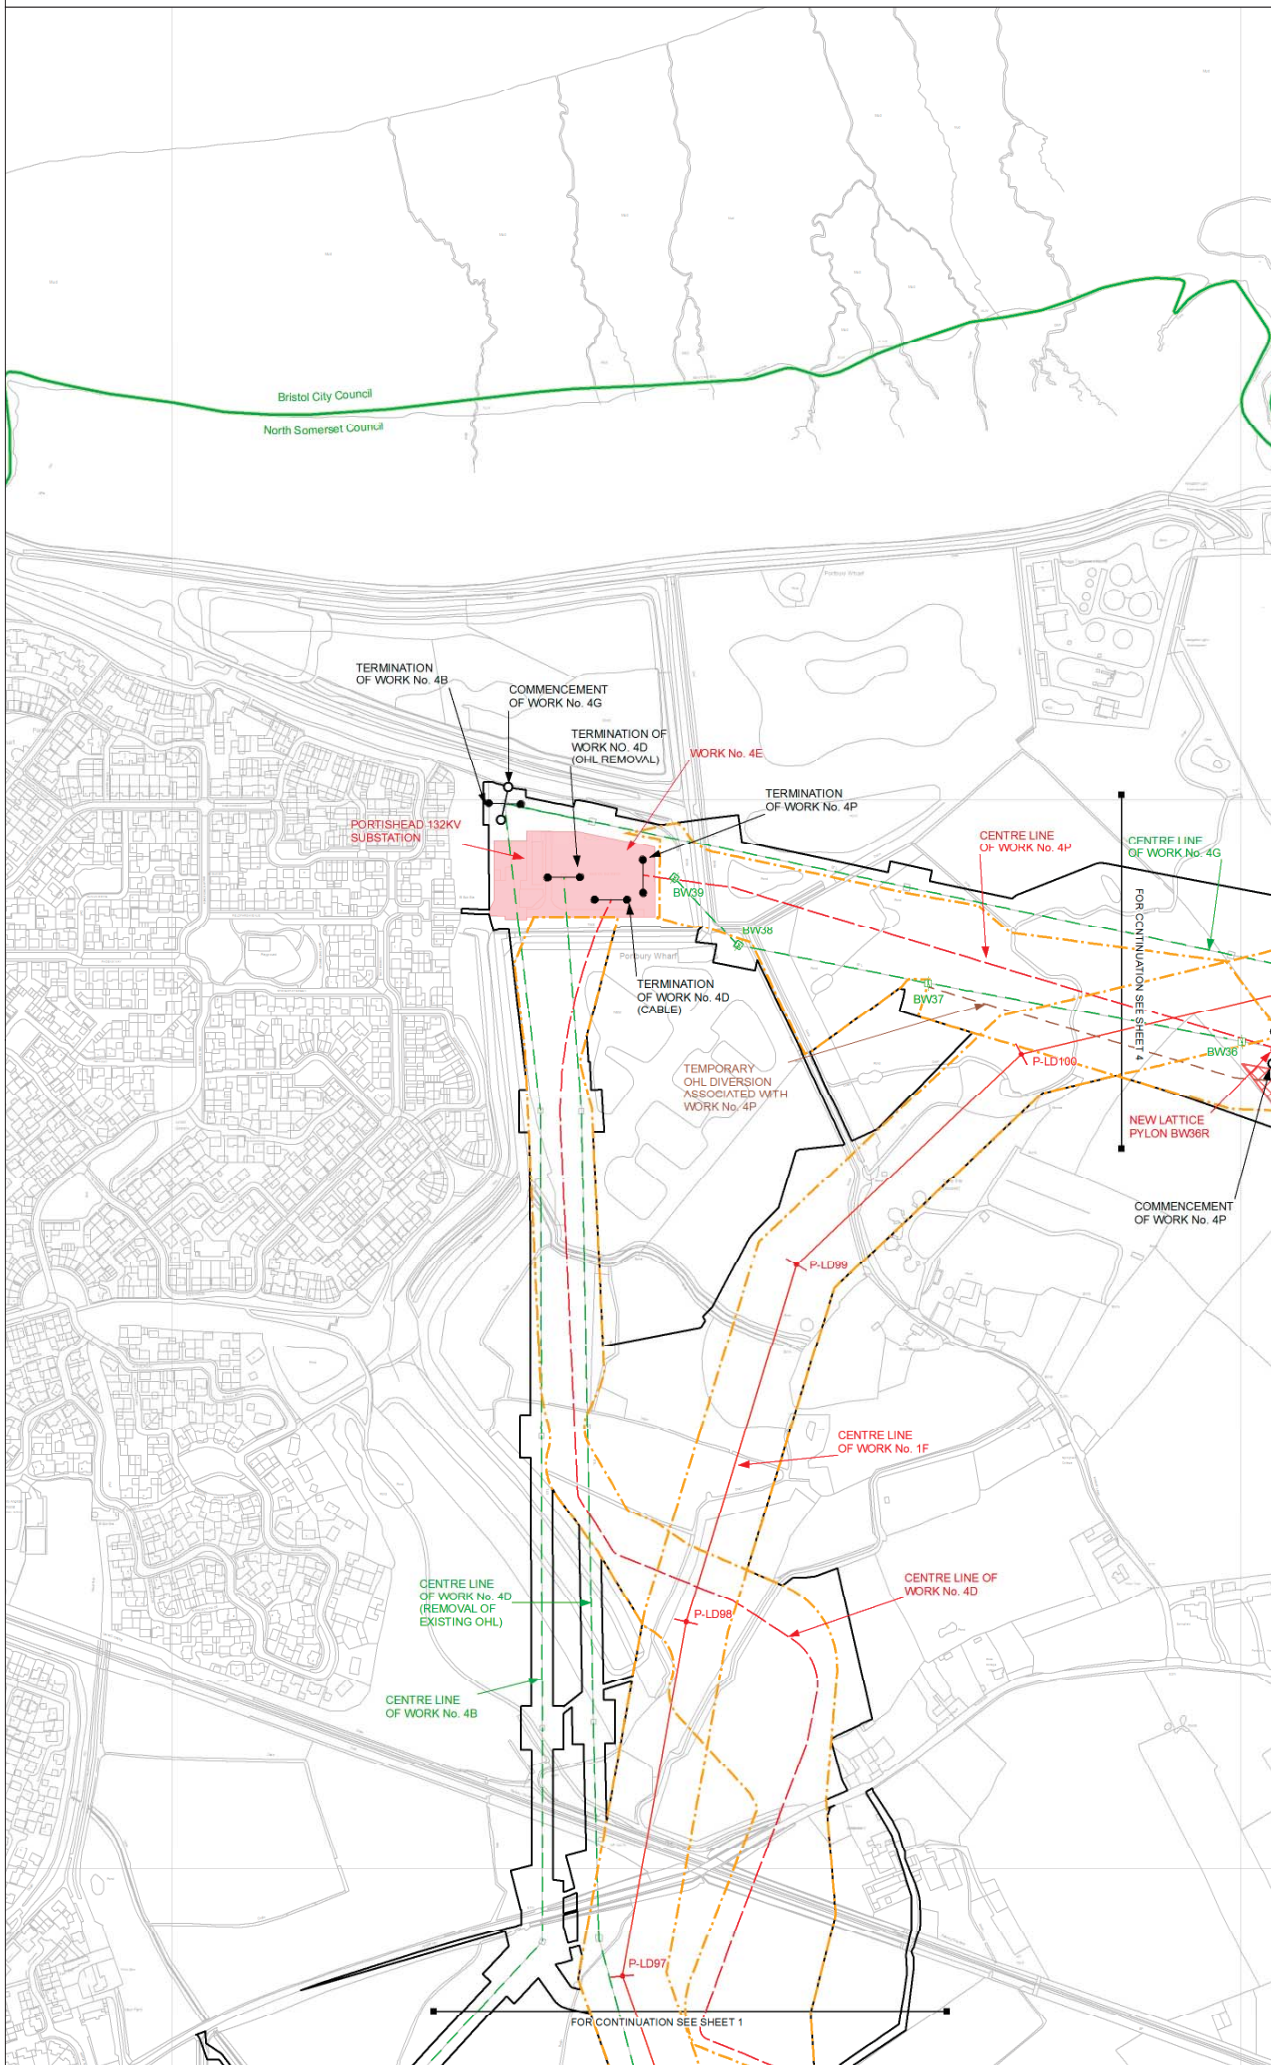 Bristol City Council
North Somerset Council
Portbury Wharf
TERMINATION
OF WORK No. 4B
COMMENCEMENT
OF WORK No. 4G
TERMINATION OF
WORK NO. 4D
(OHL REMOVAL)
WORK No. 4E
TERMINATION
OF WORK No. 4P
PORTISHEAD 132KV
SUBSTATION
CENTRE LINE
OF WORK No. 4P
CENTRE LINE
OF WORK No. 4G
BW39
BW38
FOR CONTINUATION SEE SHEET 4
Portbury Wharf
TERMINATION
OF WORK No. 4D
(CABLE)
BW37
BW36
P-LD100
TEMPORARY
OHL DIVERSION
ASSOCIATED WITH
WORK No. 4P
NEW LATTICE
PYLON BW36R
COMMENCEMENT
OF WORK No. 4P
P-LD99
CENTRE LINE
OF WORK No. 1F
CENTRE LINE
OF WORK No. 4D
(REMOVAL OF
EXISTING OHL)
CENTRE LINE OF
WORK No. 4D
P-LD98
CENTRE LINE
OF WORK No. 4B
P-LD97
FOR CONTINUATION SEE SHEET 1